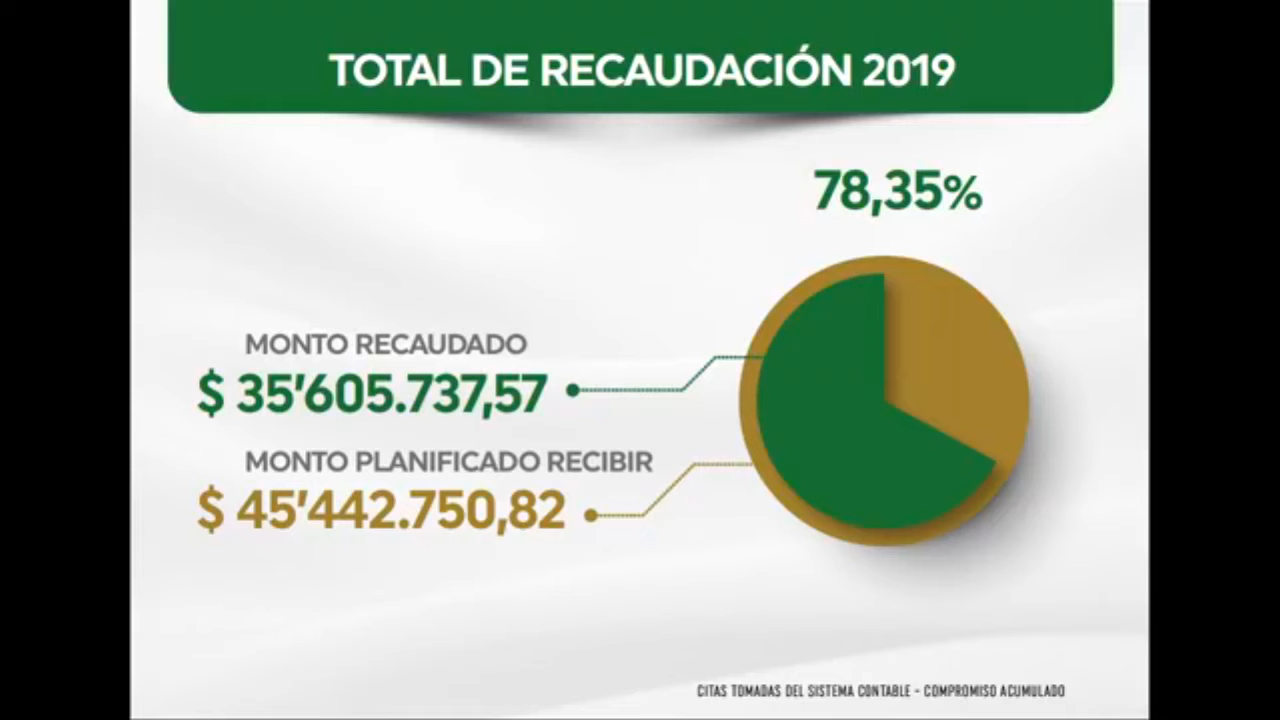 TOTAL DE RECAUDACIÓN 2019
78,35%
MONTO RECAUDADO
$ 35'605.737,57
MONTO PLANIFICADO RECIBIR
$ 45'442.750,82
CITAS TOMADAS DEL SISTEMA CONTABLE - COMPROMISO ACUMULADO